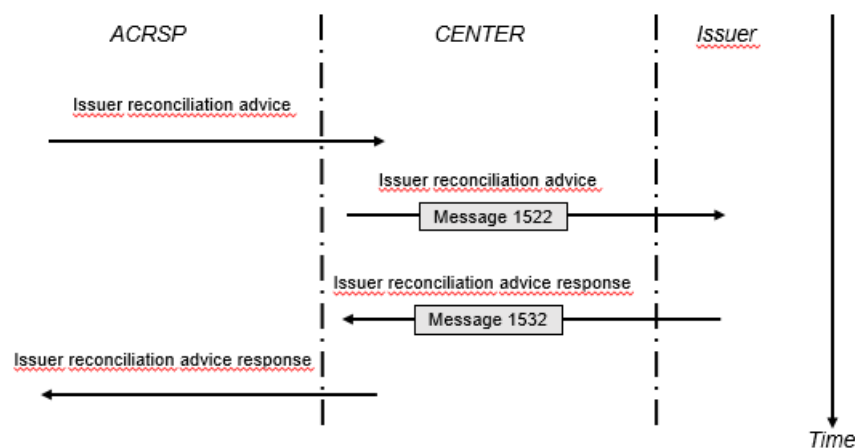 ACRSP
CENTER
Issuer
Issuer reconciliation advice
Issuer reconciliation advice
Message 1522
Issuer reconciliation advice response
Message 1532
Issuer reconciliation advice response
Time